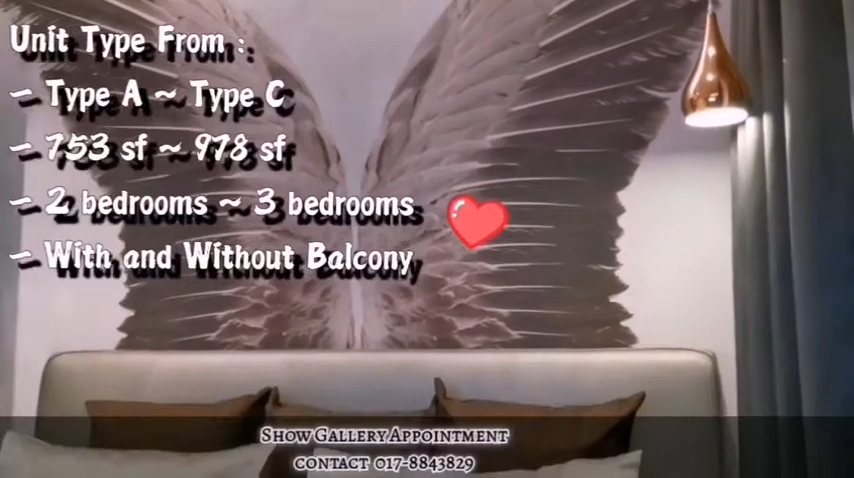 Unit Type From :
- Type A ~ Type C
- 753 sf ~ 978 sf
- 2 bedrooms ~ 3 bedrooms
- With and Without Balcony
Show Gallery Appointment
contact 017-8843829